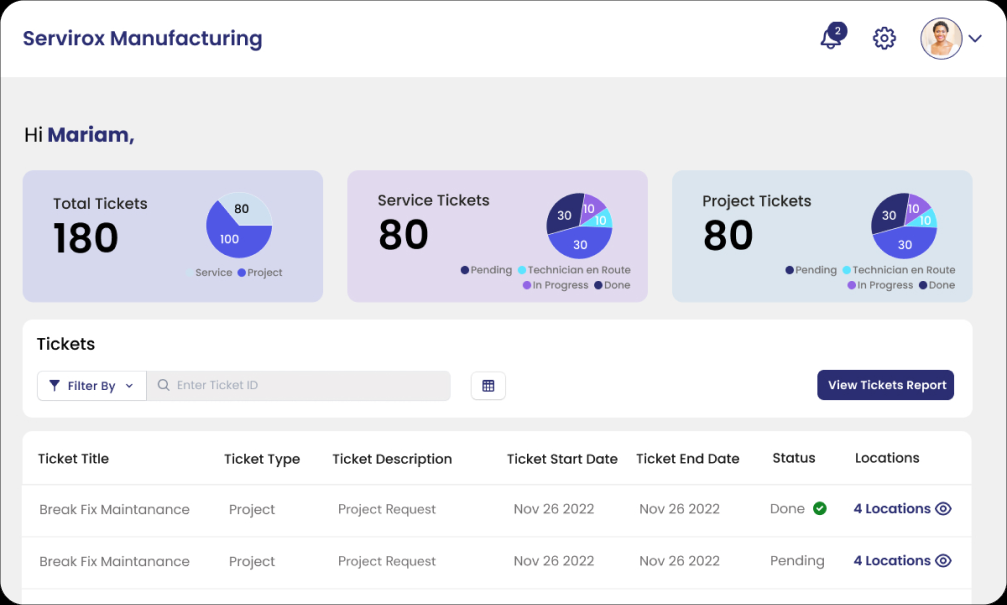 Servirox Manufacturing
2
Hi Mariam,
Total Tickets
180
80
100
Service Project
Service Tickets
80
30
10
10
30
Pending Technician en Route
In Progress Done
Project Tickets
80
30
10
10
30
Pending Technician en Route
In Progress Done
Tickets
Filter By Enter Ticket ID View Tickets Report
Ticket Title Ticket Type Ticket Description Ticket Start Date Ticket End Date Status Locations
Break Fix Maintanance Project Project Request Nov 26 2022 Nov 26 2022 Done 4 Locations
Break Fix Maintanance Project Project Request Nov 26 2022 Nov 26 2022 Pending 4 Locations